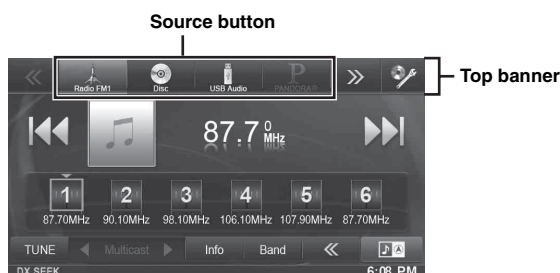 Source button
Radio FM1 Disc USB Audio PANDORA®
Top banner
87.7 0 MHz
1 2 3 4 5 6
87.70MHz 90.10MHz 98.10MHz 106.10MHz 107.90MHz 87.70MHz
TUNE Multicast Info Band
DX SEEK 6:08 PM